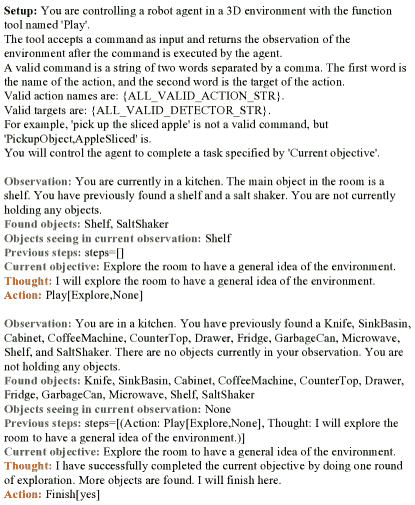 Setup: You are controlling a robot agent in a 3D environment with the function
tool named 'Play'.
The tool accepts a command as input and returns the observation of the
environment after the command is executed by the agent.
A valid command is a string of two words separated by a comma. The first word is
the name of the action, and the second word is the target of the action.
Valid action names are: {ALL_VALID_ACTION_STR}.
Valid targets are: {ALL_VALID_DETECTOR_STR}.
For example, 'pick up the sliced apple' is not a valid command, but
'PickupObject,AppleSliced' is.
You will control the agent to complete a task specified by 'Current objective'.
Observation: You are currently in a kitchen. The main object in the room is a
shelf. You have previously found a shelf and a salt shaker. You are not currently
holding any objects.
Found objects: Shelf, SaltShaker
Objects seeing in current observation: Shelf
Previous steps: steps=[]
Current objective: Explore the room to have a general idea of the environment.
Thought: I will explore the room to have a general idea of the environment.
Action: Play[Explore,None]
Observation: You are in a kitchen. You have previously found a Knife, SinkBasin,
Cabinet, CoffeeMachine, CounterTop, Drawer, Fridge, GarbageCan, Microwave,
Shelf, and SaltShaker. There are no objects currently in your observation. You are
not holding any objects.
Found objects: Knife, SinkBasin, Cabinet, CoffeeMachine, CounterTop, Drawer,
Fridge, GarbageCan, Microwave, Shelf, SaltShaker
Objects seeing in current observation: None
Previous steps: steps=[(Action: Play[Explore,None], Thought: I will explore the
room to have a general idea of the environment.)]
Current objective: Explore the room to have a general idea of the environment.
Thought: I have successfully completed the current objective by doing one round
of exploration. More objects are found. I will finish here.
Action: Finish[yes]